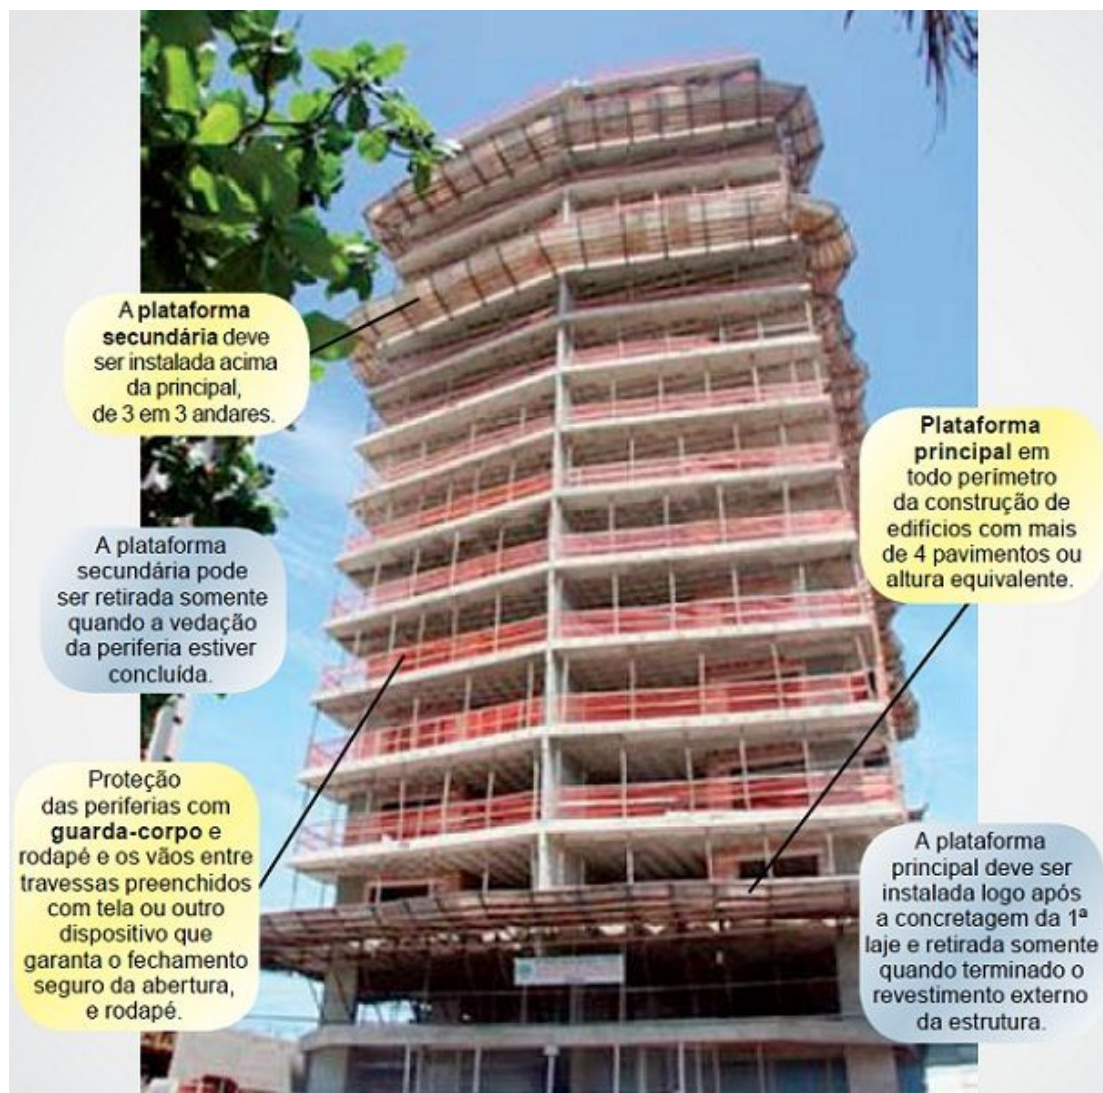 A plataforma
secundária deve
ser instalada acima
da principal,
de 3 em 3 andares.
Plataforma
principal em
todo perímetro
da construção de
edifícios com mais
de 4 pavimentos ou
altura equivalente.
A plataforma
secundária pode
ser retirada somente
quando a vedação
da periferia estiver
concluída.
Proteção
das periferias com
guarda-corpo e
rodapé e os vãos entre
travessas preenchidos
com tela ou outro
dispositivo que
garanta o fechamento
seguro da abertura,
e rodapé.
A plataforma
principal deve ser
instalada logo após
a concretagem da 1ª
laje e retirada somente
quando terminado o
revestimento externo
da estrutura.